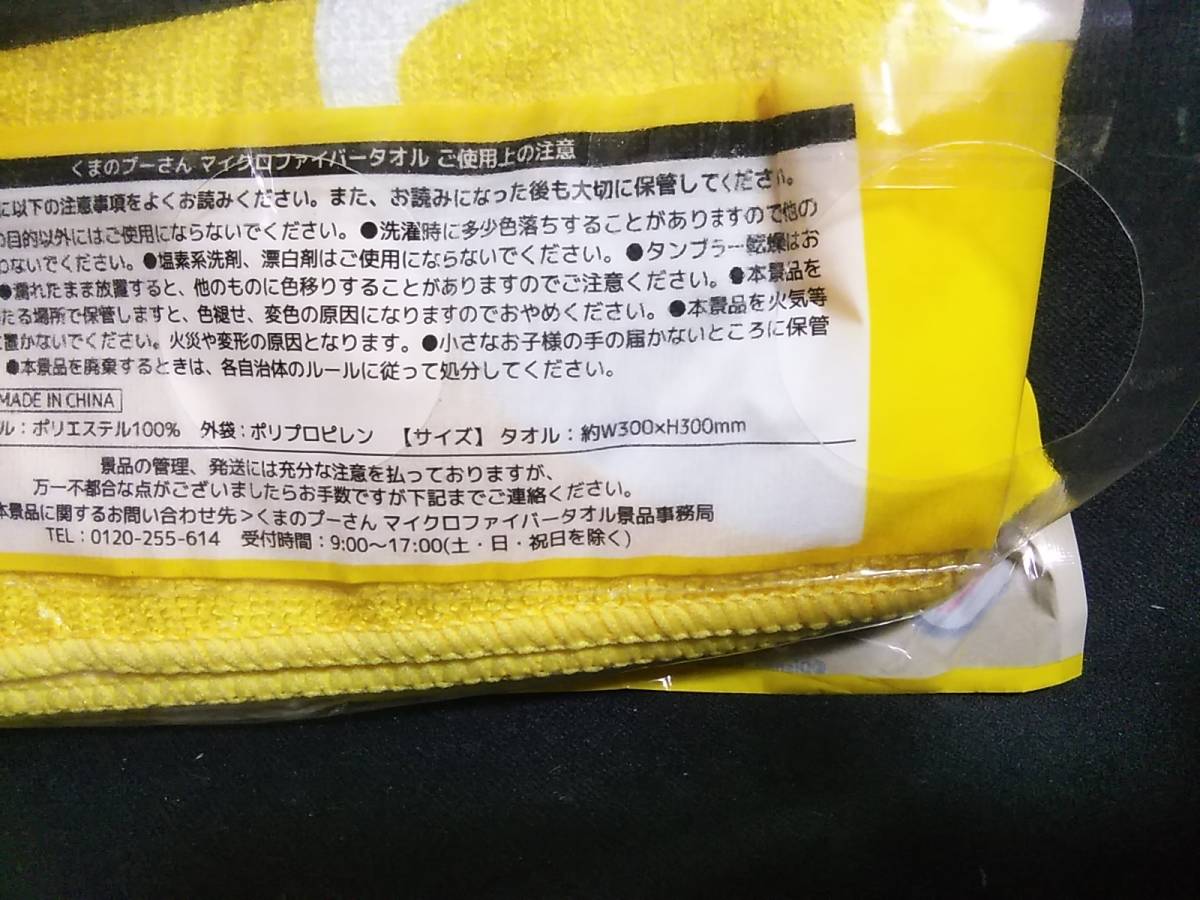 くまのプーさん マイクロファイバータオル ご使用上の注意
に以下の注意事項をよくお読みください。また、お読みになった後も大切に保管してください。
の目的以外にはご使用にならないでください。●洗濯時に多少色落ちすることがありますので他の
ないでください。●塩素系洗剤、漂白剤はご使用にならないでください。●タンブラー乾燥はお
●濡れたまま放置すると、他のものに色移りすることがありますのでご注意ください。●本景品を
たる場所で保管しますと、色褪せ、変色の原因になりますのでおやめください。●本景品を火気等
置かないでください。火災や変形の原因となります。●小さなお子様の手の届かないところに保管
●本景品を廃棄するときは、各自治体のルールに従って処分してください。
MADE IN CHINA
ル:ポリエステル100% 外袋:ポリプロピレン 【サイズ】 タオル:約W300×H300mm
景品の管理、発送には充分な注意を払っておりますが、
万一不都合な点がございましたらお手数ですが下記までご連絡ください。
本景品に関するお問い合わせ先>くまのプーさん マイクロファイバータオル景品事務局
TEL:0120-255-614 受付時間:9:00〜17:00(土・日・祝日を除く)